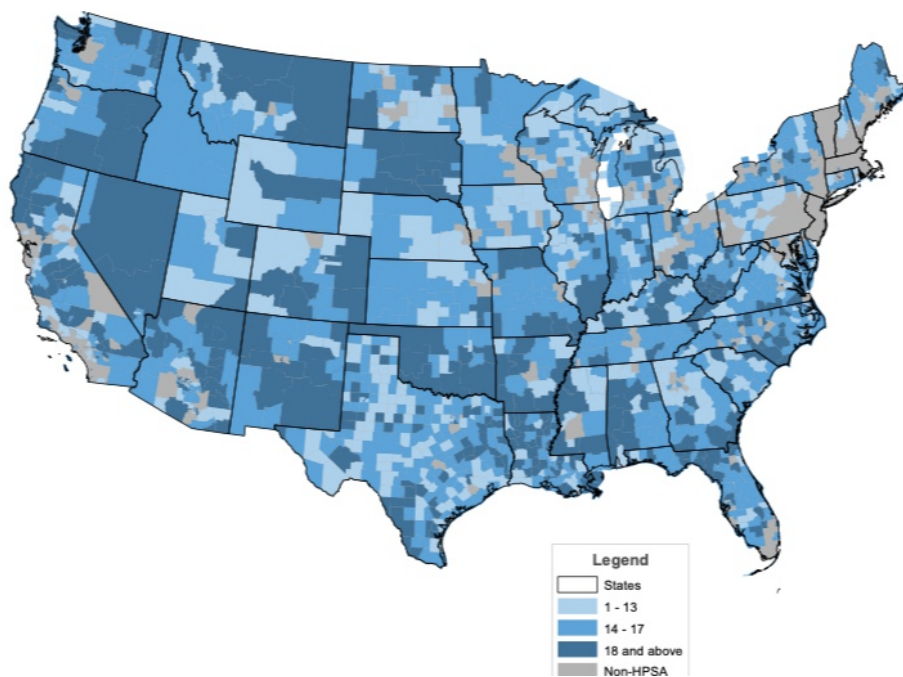 Legend
States
1 - 13
14 - 17
18 and above
Non-HPSA